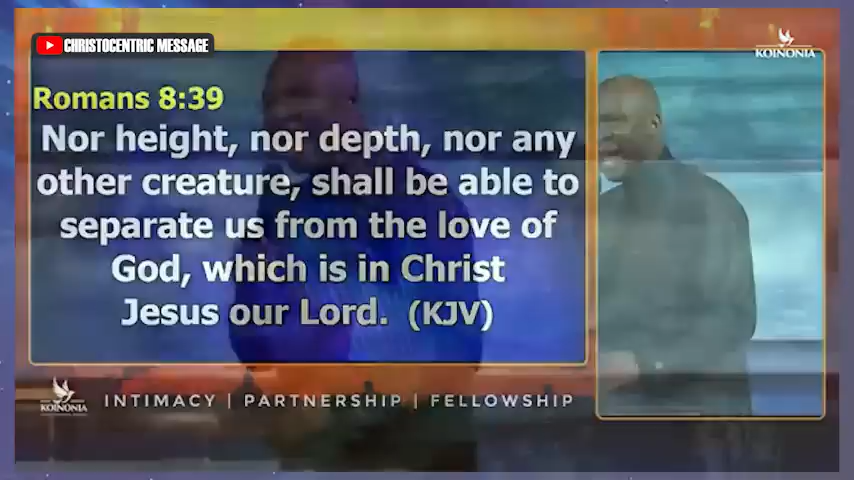 CHRISTOCENTRIC MESSAGE
KOINONIA
Romans 8:39
Nor height, nor depth, nor any
other creature, shall be able to
separate us from the love of
God, which is in Christ
Jesus our Lord. (KJV)
KOINONIA
INTIMACY | PARTNERSHIP | FELLOWSHIP